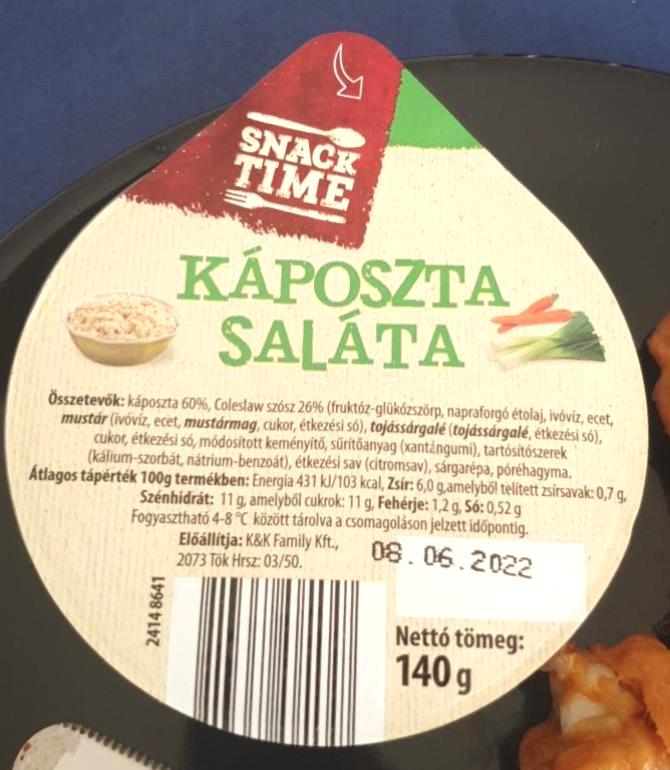 SNACK
TIME
KÁPOSZTA
SALÁTA
Összetevők: káposzta 60%, Coleslaw szósz 26% (fruktóz-glükózszörp, napraforgó étolaj, ivóvíz, ecet,
mustár (ivóvíz, ecet, mustármag, cukor, étkezési só), tojássárgalé (tojássárgalé, étkezési só),
cukor, étkezési só, módosított keményítő, sűrítőanyag (xantángumi), tartósítószerek
(kálium-szorbát, nátrium-benzoát), étkezési sav (citromsav), sárgarépa, póréhagyma.
Átlagos tápérték 100g termékben: Energia 431 kJ/103 kcal, Zsír: 6,0 g,amelyből telített zsírsavak: 0,7 g,
Szénhidrát: 11 g, amelyből cukrok: 11 g, Fehérje: 1,2 g, Só: 0,52 g
Fogyasztható 4-8 °C között tárolva a csomagoláson jelzett időpontig.
Előállítja: K&K Family Kft.,
2073 Tök Hrsz: 03/50.
08.06.2022
2414 8641
Nettó tömeg:
140 g